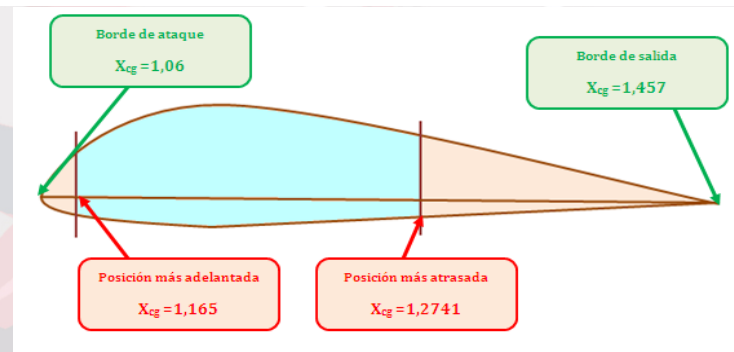 Borde de ataque
Xcg =1,06
Borde de salida
Xcg =1,457
Posición más adelantada
Xcg =1,165
Posición más atrasada
Xcg =1,2741